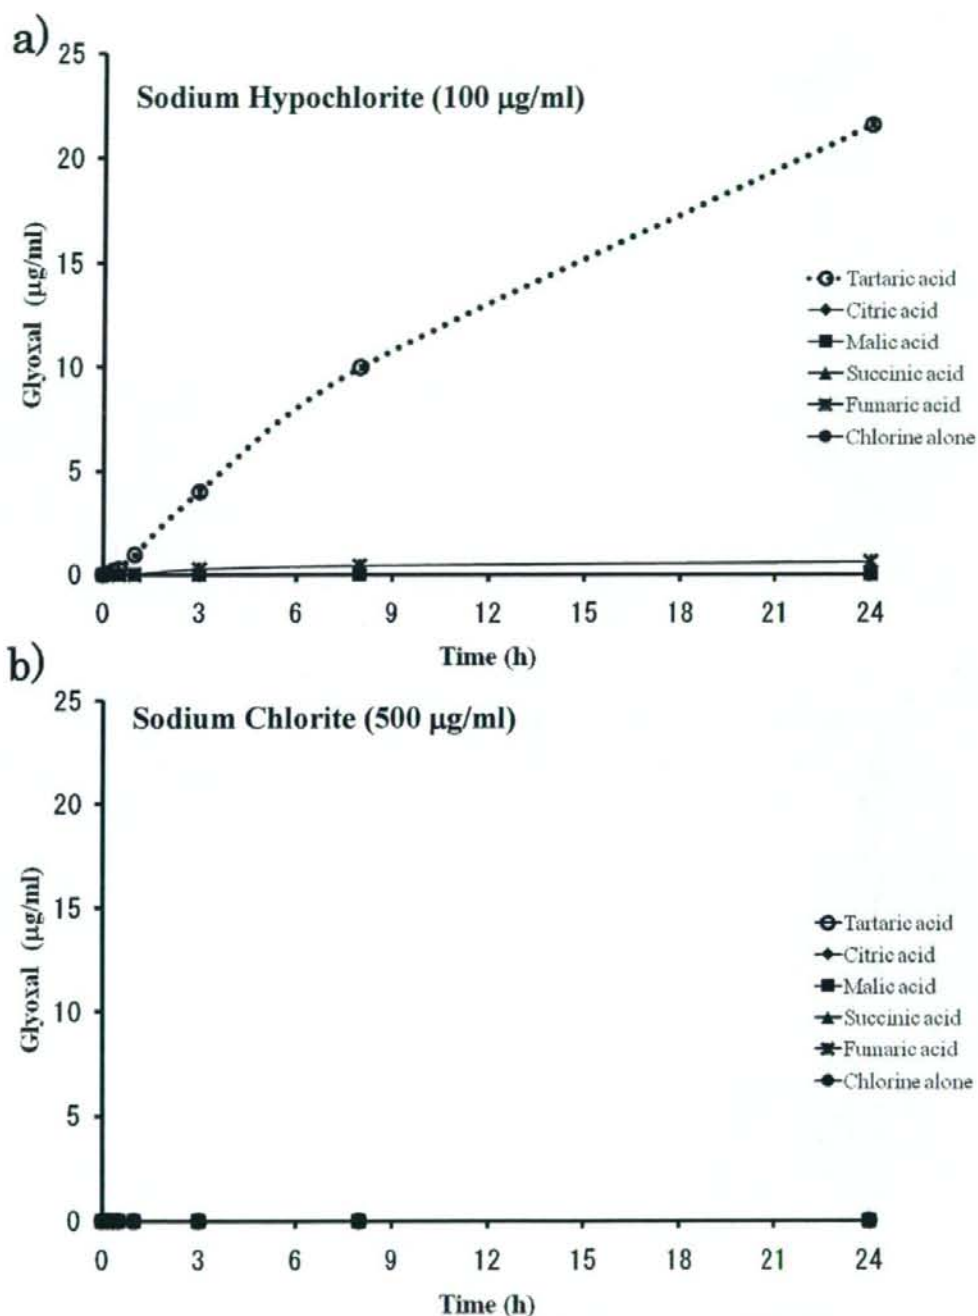 a)
25
Sodium Hypochlorite (100 µg/ml)
20
15
10
5
0
Glyoxal (µg/ml)
Tartaric acid
Citric acid
Malic acid
Succinic acid
Fumaric acid
Chlorine alone
0 3 6 9 12 15 18 21 24
Time (h)
b)
25
Sodium Chlorite (500 µg/ml)
20
15
10
5
0
Glyoxal (µg/ml)
Tartaric acid
Citric acid
Malic acid
Succinic acid
Fumaric acid
Chlorine alone
0 3 6 9 12 15 18 21 24
Time (h)